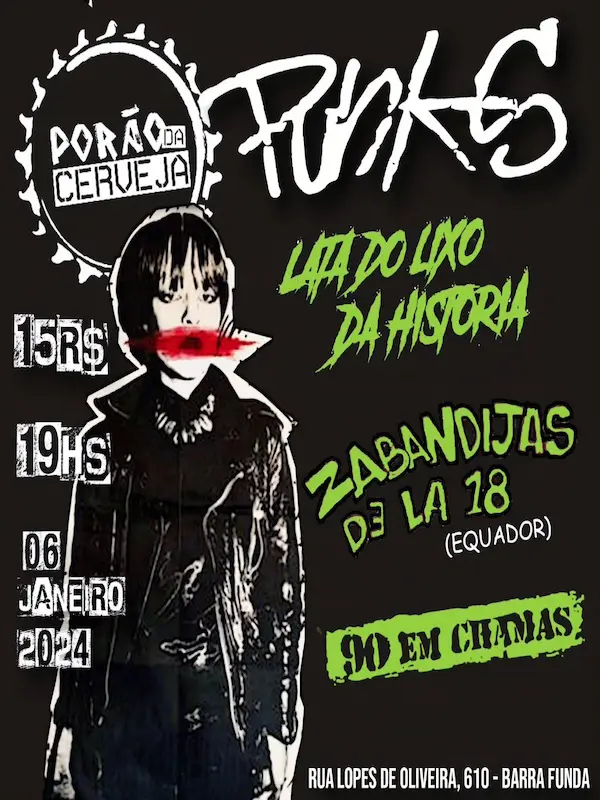 PORÃO DA
CERVEJA
PUNKS
LATA DO LIXO
DA HISTORIA
15R$
19HS
06
JANEIRO
2024
ZABANDIJAS
DE LA 18
(EQUADOR)
90 EM CHAMAS
RUA LOPES DE OLIVEIRA, 610 - BARRA FUNDA